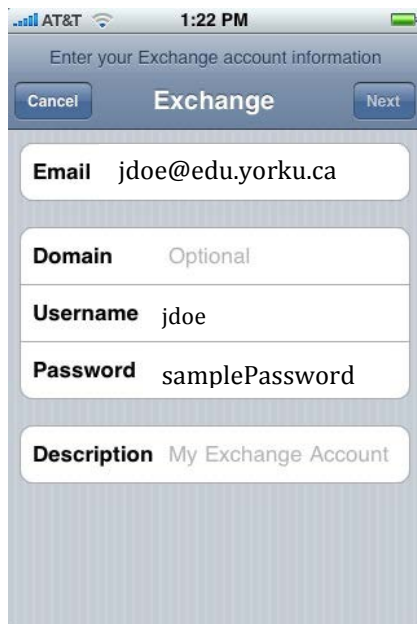 AT&T 1:22 PM
Enter your Exchange account information
Cancel Exchange Next
Email jdoe@edu.yorku.ca
Domain Optional
Username jdoe
Password samplePassword
Description My Exchange Account